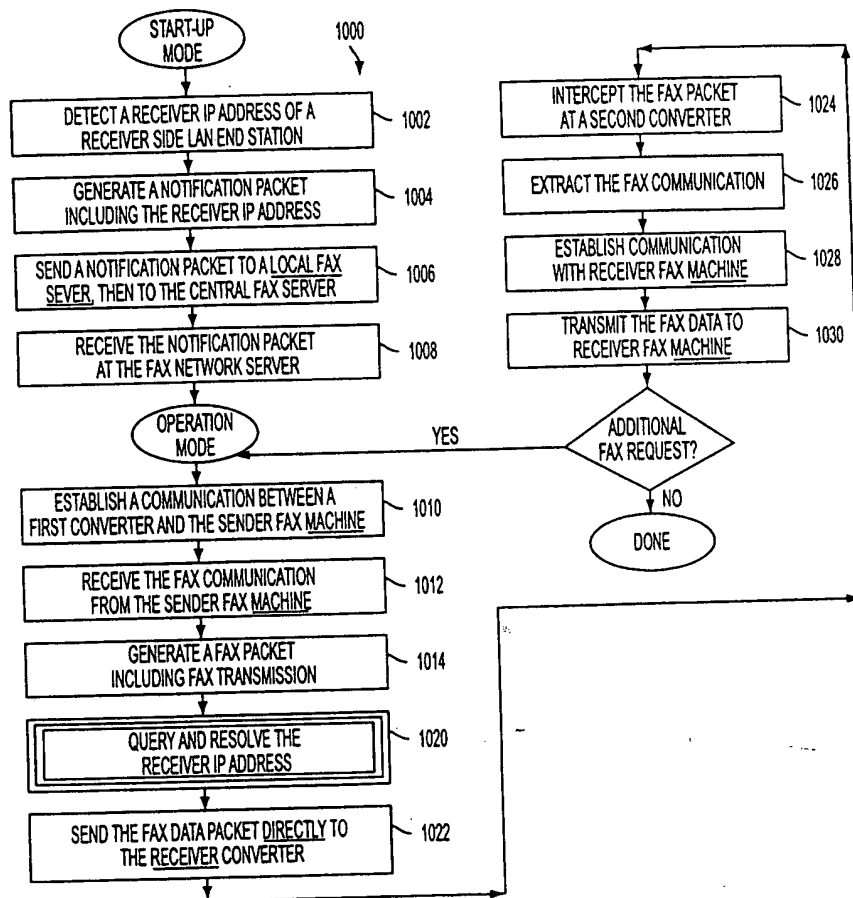 START-UP
MODE
1000
DETECT A RECEIVER IP ADDRESS OF A
RECEIVER SIDE LAN END STATION
1002
GENERATE A NOTIFICATION PACKET
INCLUDING THE RECEIVER IP ADDRESS
1004
SEND A NOTIFICATION PACKET TO A LOCAL FAX
SEVER, THEN TO THE CENTRAL FAX SERVER
1006
RECEIVE THE NOTIFICATION PACKET
AT THE FAX NETWORK SERVER
1008
OPERATION
MODE
ESTABLISH A COMMUNICATION BETWEEN A
FIRST CONVERTER AND THE SENDER FAX MACHINE
1010
RECEIVE THE FAX COMMUNICATION
FROM THE SENDER FAX MACHINE
1012
GENERATE A FAX PACKET
INCLUDING FAX TRANSMISSION
1014
QUERY AND RESOLVE THE
RECEIVER IP ADDRESS
1020
SEND THE FAX DATA PACKET DIRECTLY TO
THE RECEIVER CONVERTER
1022
INTERCEPT THE FAX PACKET
AT A SECOND CONVERTER
1024
EXTRACT THE FAX COMMUNICATION
1026
ESTABLISH COMMUNICATION
WITH RECEIVER FAX MACHINE
1028
TRANSMIT THE FAX DATA TO
RECEIVER FAX MACHINE
1030
ADDITIONAL
FAX REQUEST?
YES
NO
DONE